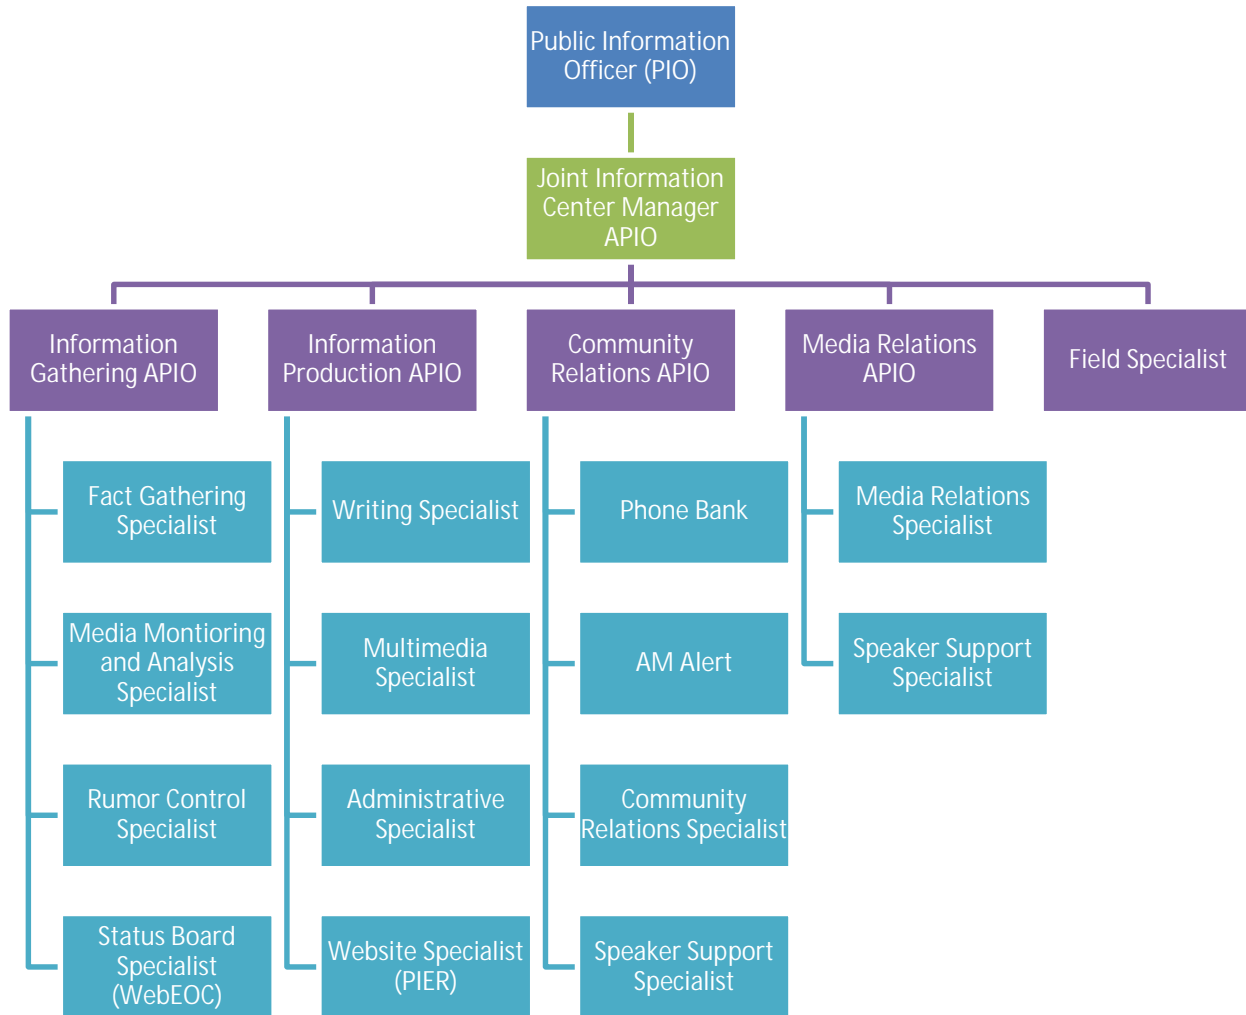 Public Information
Officer (PIO)
Joint Information
Center Manager
APIO
Information
Gathering APIO
Information
Production APIO
Community
Relations APIO
Media Relations
APIO
Field Specialist
Fact Gathering
Specialist
Writing Specialist
Phone Bank
Media Relations
Specialist
Media Montioring
and Analysis
Specialist
Multimedia
Specialist
AM Alert
Speaker Support
Specialist
Rumor Control
Specialist
Administrative
Specialist
Community
Relations Specialist
Status Board
Specialist
(WebEOC)
Website Specialist
(PIER)
Speaker Support
Specialist